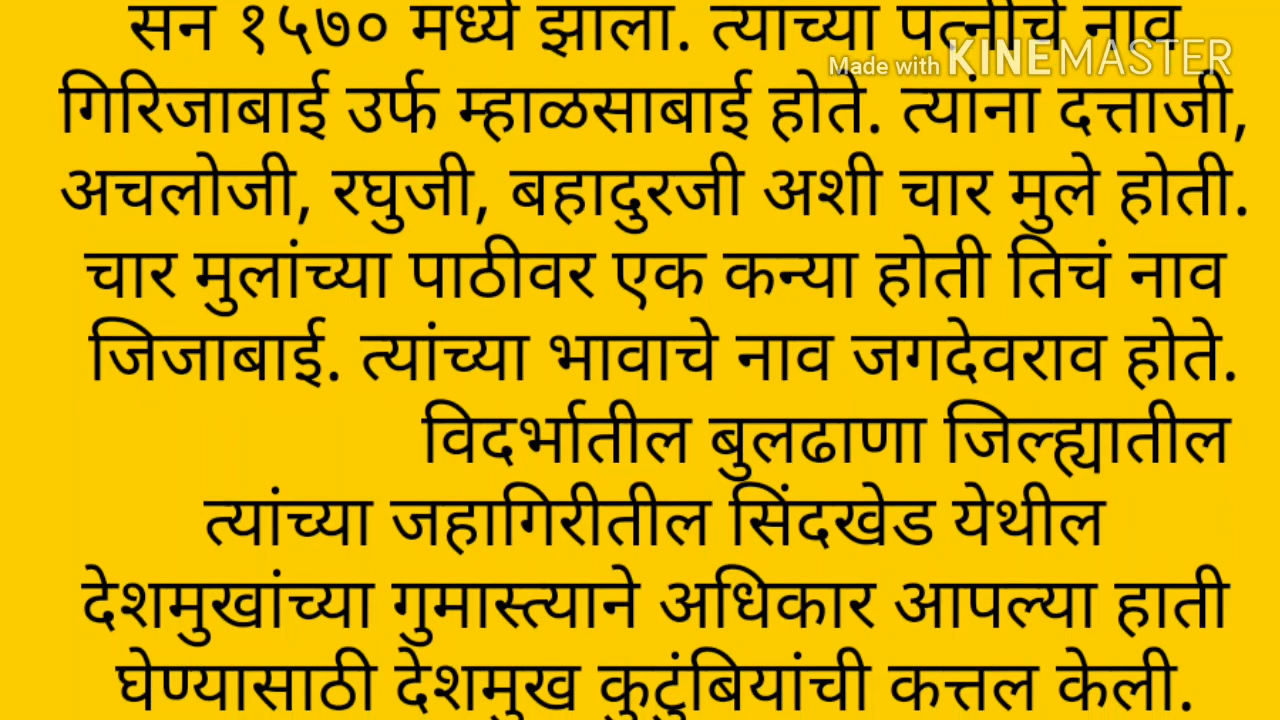 सन १५७० मध्ये झाला. त्यांच्या पत्नीचे नाव
Made with KINEMASTER
गिरिजाबाई उर्फ म्हाळसाबाई होते. त्यांना दत्ताजी,
अचलोजी, रघुजी, बहादुरजी अशी चार मुले होती.
चार मुलांच्या पाठीवर एक कन्या होती तिचं नाव
जिजाबाई. त्यांच्या भावाचे नाव जगदेवराव होते.
विदर्भातील बुलढाणा जिल्ह्यातील
त्यांच्या जहागिरीतील सिंदखेड येथील
देशमुखांच्या गुमास्त्याने अधिकार आपल्या हाती
घेण्यासाठी देशमुख कुटुंबियांची कत्तल केली.